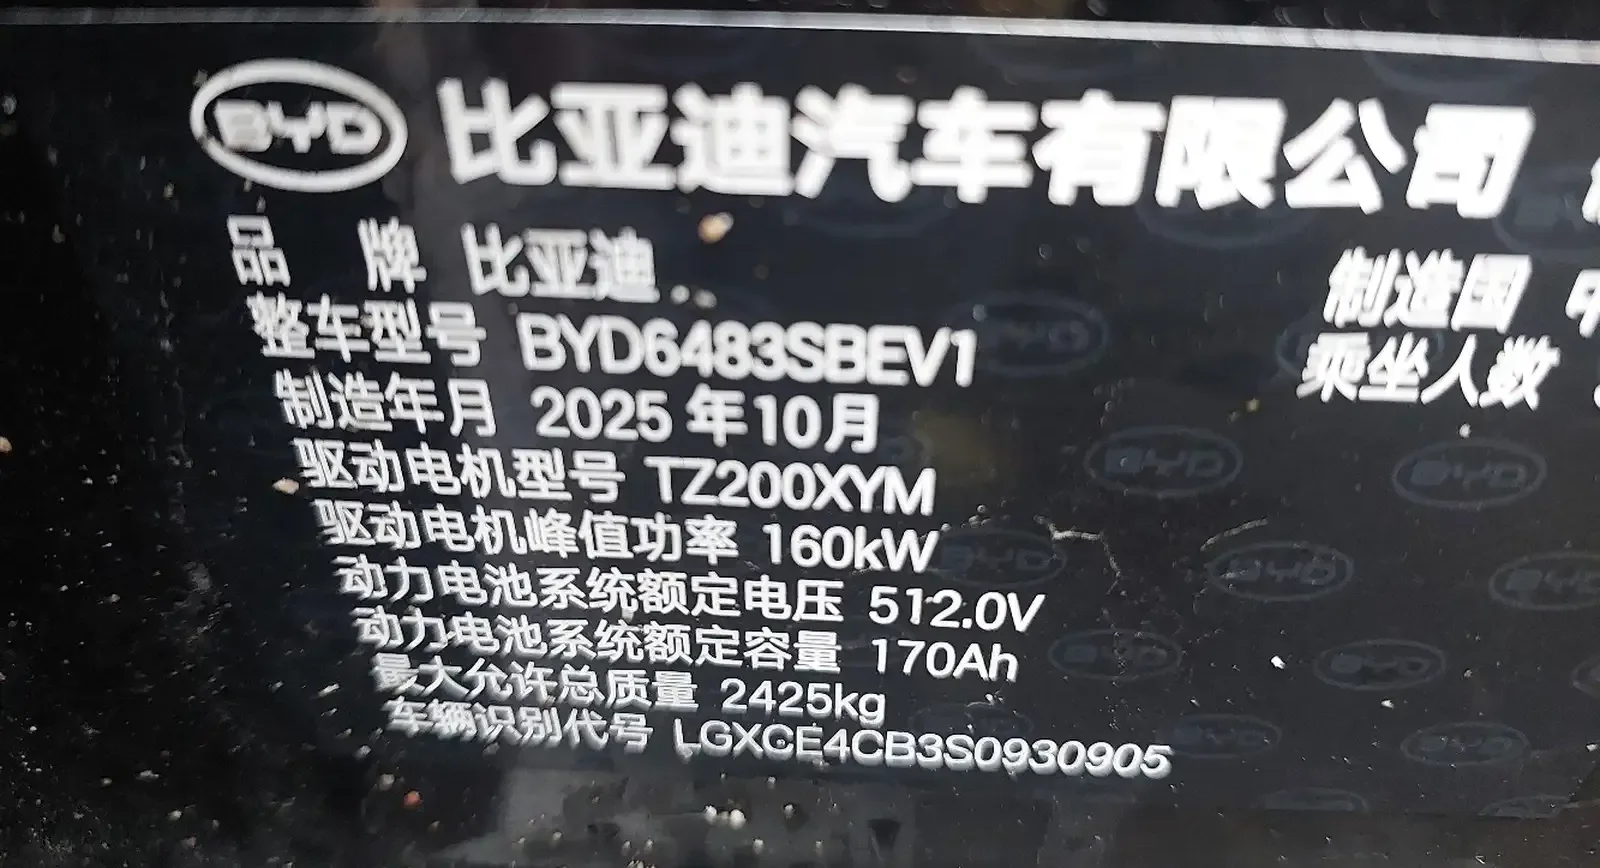 BYD 比亚迪汽车有限公司
品 牌 比亚迪
制造国
整车型号 BYD6483SBEV1
乘坐人数
制造年月 2025 年10月
驱动电机型号 TZ200XYM
驱动电机峰值功率 160kW
动力电池系统额定电压 512.0V
动力电池系统额定容量 170Ah
最大允许总质量 2425kg
车辆识别代号 LGXCE4CB3S0930905